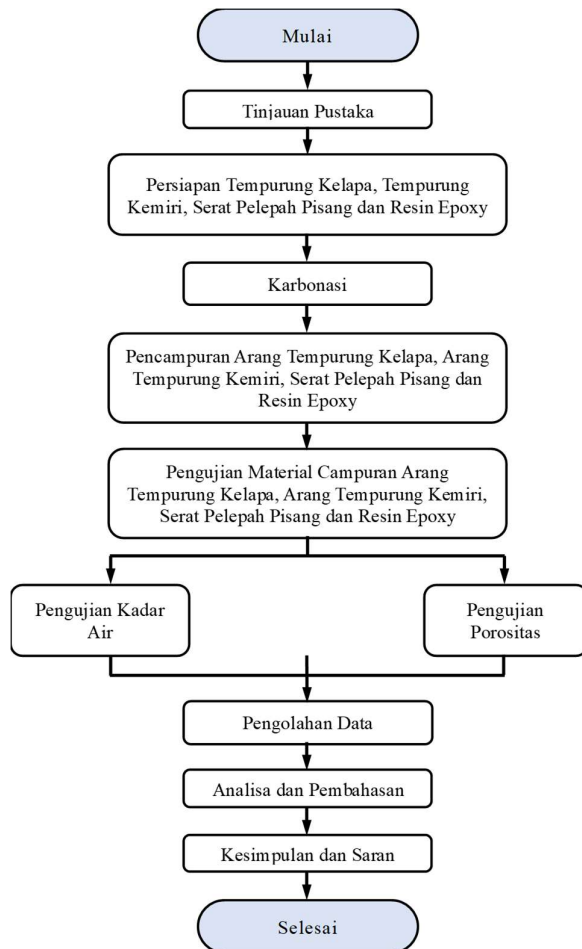 Mulai
Tinjauan Pustaka
Persiapan Tempurung Kelapa, Tempurung
Kemiri, Serat Pelepah Pisang dan Resin Epoxy
Karbonasi
Pencampuran Arang Tempurung Kelapa, Arang
Tempurung Kemiri, Serat Pelepah Pisang dan
Resin Epoxy
Pengujian Material Campuran Arang
Tempurung Kelapa, Arang Tempurung Kemiri,
Serat Pelepah Pisang dan Resin Epoxy
Pengujian Kadar
Air
Pengujian
Porositas
Pengolahan Data
Analisa dan Pembahasan
Kesimpulan dan Saran
Selesai